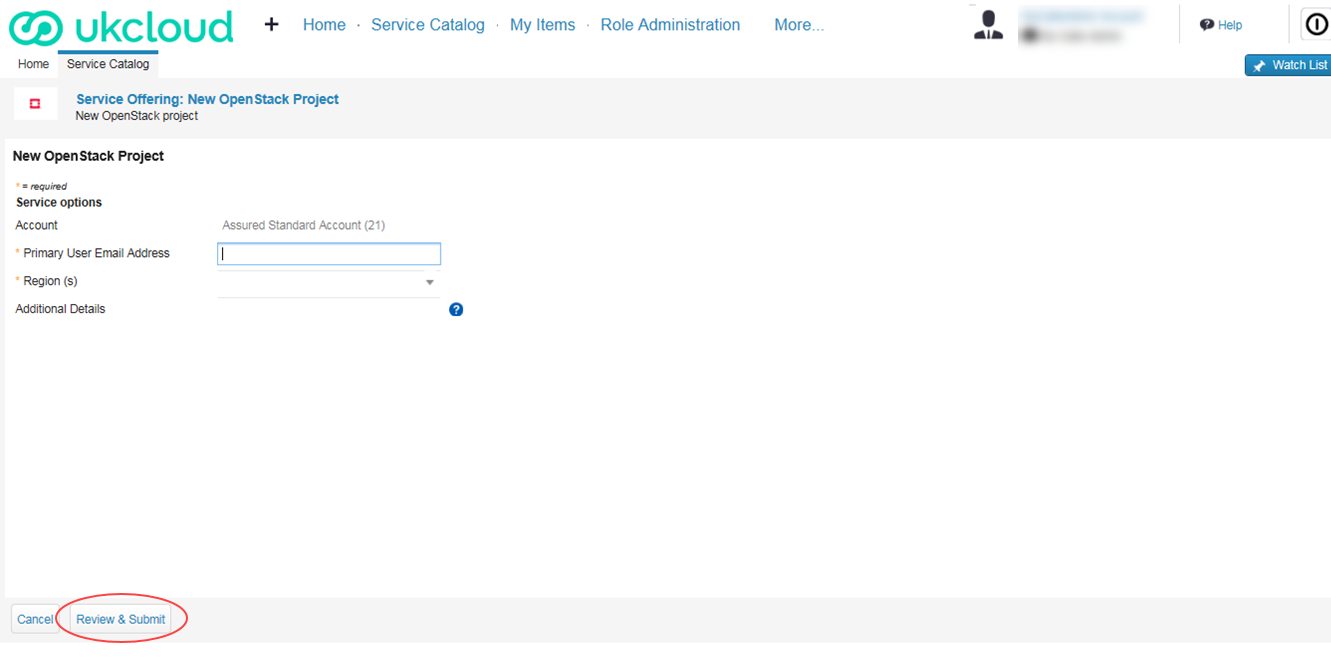 ukcloud + Home · Service Catalog · My Items · Role Administration More... Help
Home Service Catalog Watch List
Service Offering: New OpenStack Project
New OpenStack project
New OpenStack Project
* = required
Service options
Account Assured Standard Account (21)
* Primary User Email Address
* Region (s)
Additional Details ?
Cancel Review & Submit